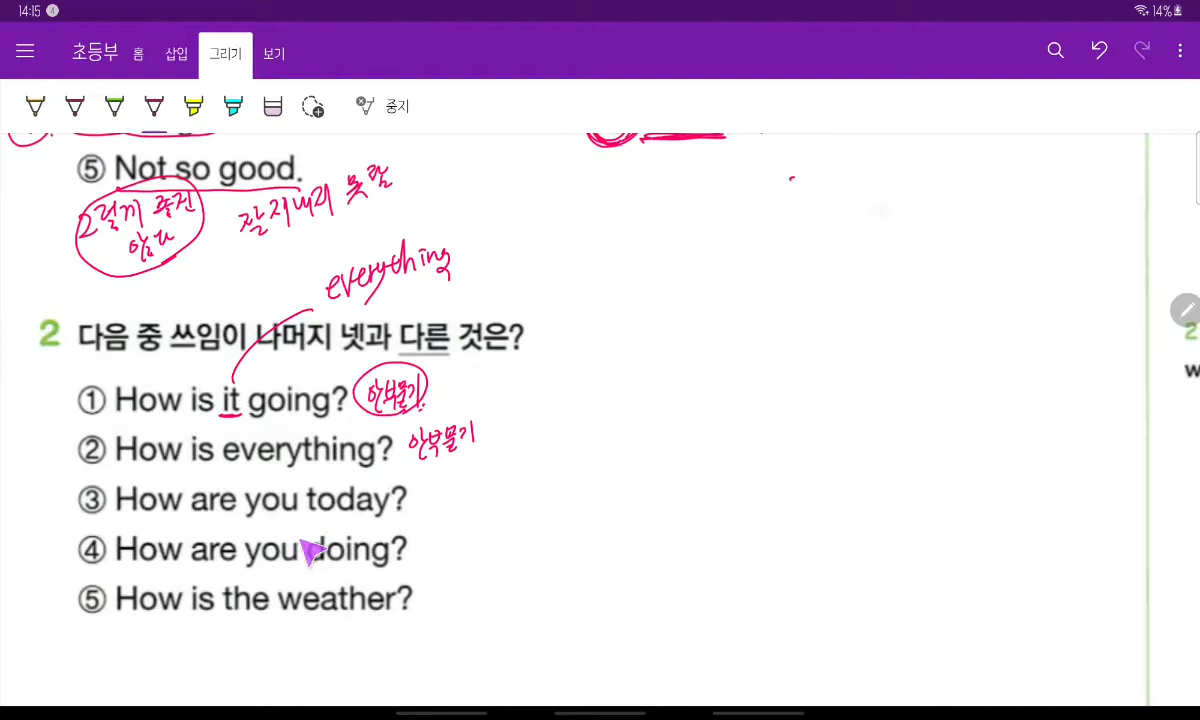 14:15 4 14%
초등부 홈 삽입 그리기 보기
중지
⑤ Not so good.
그렇게 좋진
않다
잘 지내지 못함
everything
2 다음 중 쓰임이 나머지 넷과 다른 것은?
① How is it going? 안부묻기
② How is everything? 안부묻기
③ How are you today?
④ How are you doing?
⑤ How is the weather?
2
w